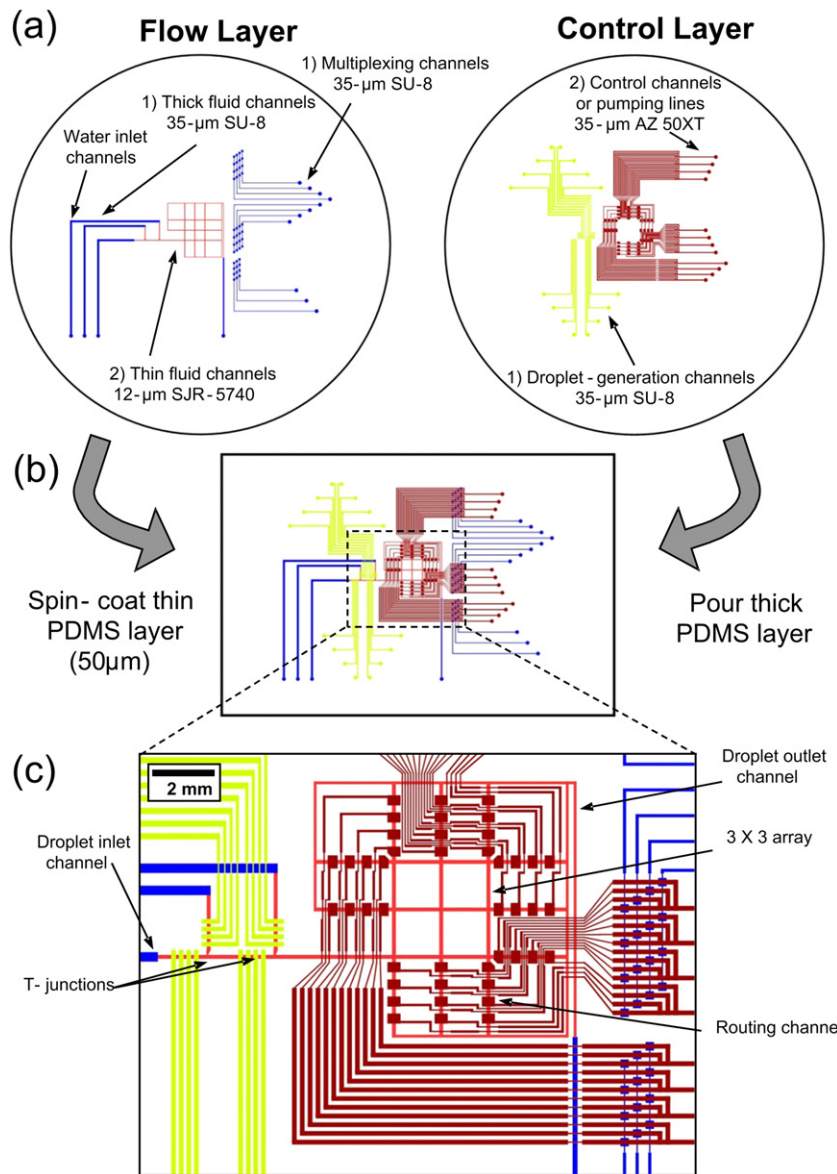 (a)
Flow Layer
Control Layer
1) Multiplexing channels
35-µm SU-8
1) Thick fluid channels
35-µm SU-8
Water inlet
channels
2) Thin fluid channels
12-µm SJR-5740
2) Control channels
or pumping lines
35-µm AZ 50XT
1) Droplet-generation channels
35-µm SU-8
(b)
Spin-coat thin
PDMS layer
(50µm)
Pour thick
PDMS layer
(c)
2 mm
Droplet inlet
channel
T-junctions
Droplet outlet
channel
3 X 3 array
Routing channe